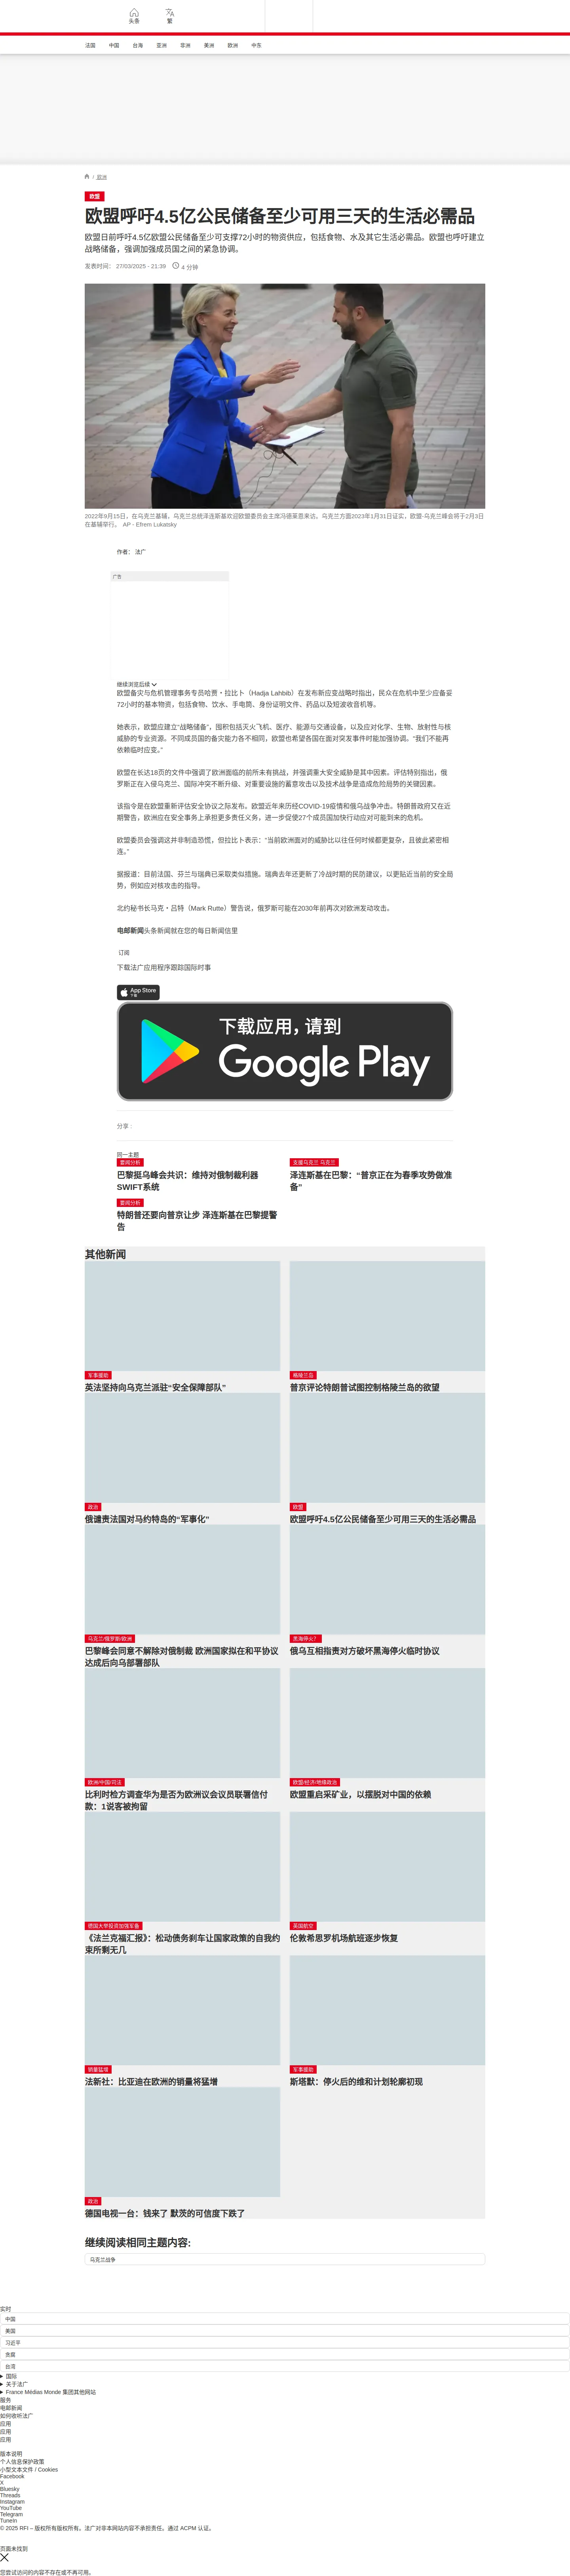 头条
繁
法国
中国
台海
亚洲
非洲
美洲
欧洲
中东
/ 欧洲
欧盟
欧盟呼吁4.5亿公民储备至少可用三天的生活必需品
欧盟日前呼吁4.5亿欧盟公民储备至少可支撑72小时的物资供应，包括食物、水及其它生活必需品。欧盟也呼吁建立
战略储备，强调加强成员国之间的紧急协调。
发表时间： 27/03/2025 - 21:39
4 分钟
2022年9月15日，在乌克兰基辅，乌克兰总统泽连斯基欢迎欧盟委员会主席冯德莱恩来访。乌克兰方面2023年1月31日证实，欧盟-乌克兰峰会将于2月3日
在基辅举行。 AP - Efrem Lukatsky
作者： 法广
广告
继续浏览后续
欧盟备灾与危机管理事务专员哈贾・拉比卜（Hadja Lahbib）在发布新应变战略时指出，民众在危机中至少应备妥
72小时的基本物资，包括食物、饮水、手电筒、身份证明文件、药品以及短波收音机等。
她表示，欧盟应建立“战略储备”，囤积包括灭火飞机、医疗、能源与交通设备，以及应对化学、生物、放射性与核
威胁的专业资源。不同成员国的备灾能力各不相同，欧盟也希望各国在面对突发事件时能加强协调。“我们不能再
依赖临时应变。”
欧盟在长达18页的文件中强调了欧洲面临的前所未有挑战，并强调重大安全威胁是其中因素。评估特别指出，俄
罗斯正在入侵乌克兰、国际冲突不断升级、对重要设施的蓄意攻击以及技术战争是造成危险局势的关键因素。
该指令是在欧盟重新评估安全协议之际发布。欧盟近年来历经COVID-19疫情和俄乌战争冲击。特朗普政府又在近
期警告，欧洲应在安全事务上承担更多责任义务，进一步促使27个成员国加快行动应对可能到来的危机。
欧盟委员会强调这并非制造恐慌，但拉比卜表示：“当前欧洲面对的威胁比以往任何时候都更复杂，且彼此紧密相
连。”
据报道：目前法国、芬兰与瑞典已采取类似措施。瑞典去年还更新了冷战时期的民防建议，以更贴近当前的安全局
势，例如应对核攻击的指导。
北约秘书长马克・吕特（Mark Rutte）警告说，俄罗斯可能在2030年前再次对欧洲发动攻击。
电邮新闻头条新闻就在您的每日新闻信里
订阅
下载法广应用程序跟踪国际时事
App Store
下载
下载应用，请到
Google Play
分享 :
同一主题
要闻分析
巴黎挺乌峰会共识：维持对俄制裁利器
SWIFT系统
支援乌克兰 乌克兰
泽连斯基在巴黎：“普京正在为春季攻势做准
备”
要闻分析
特朗普还要向普京让步 泽连斯基在巴黎提警
告
其他新闻
军事援助
英法坚持向乌克兰派驻“安全保障部队”
格陵兰岛
普京评论特朗普试图控制格陵兰岛的欲望
政治
俄谴责法国对马约特岛的“军事化”
欧盟
欧盟呼吁4.5亿公民储备至少可用三天的生活必需品
乌克兰/俄罗斯/欧洲
巴黎峰会同意不解除对俄制裁 欧洲国家拟在和平协议
达成后向乌部署部队
黑海停火？
俄乌互相指责对方破坏黑海停火临时协议
欧洲/中国/司法
比利时检方调查华为是否为欧洲议会议员联署信付
款：1说客被拘留
欧盟/经济/地缘政治
欧盟重启采矿业，以摆脱对中国的依赖
德国大举投资加强军备
《法兰克福汇报》：松动债务刹车让国家政策的自我约
束所剩无几
英国航空
伦敦希思罗机场航班逐步恢复
销量猛增
法新社：比亚迪在欧洲的销量将猛增
军事援助
斯塔默：停火后的维和计划轮廓初现
政治
德国电视一台：钱来了 默茨的可信度下跌了
继续阅读相同主题内容:
乌克兰战争
实时
中国
美国
习近平
贪腐
台湾
国际
关于法广
France Médias Monde 集团其他网站
服务
电邮新闻
如何收听法广
应用
应用
应用
版本说明
个人信息保护政策
小型文本文件 / Cookies
Facebook
X
Bluesky
Threads
Instagram
YouTube
Telegram
TuneIn
© 2025 RFI – 版权所有版权所有。法广对非本网站内容不承担责任。通过 ACPM 认证。
页面未找到
您尝试访问的内容不存在或不再可用。